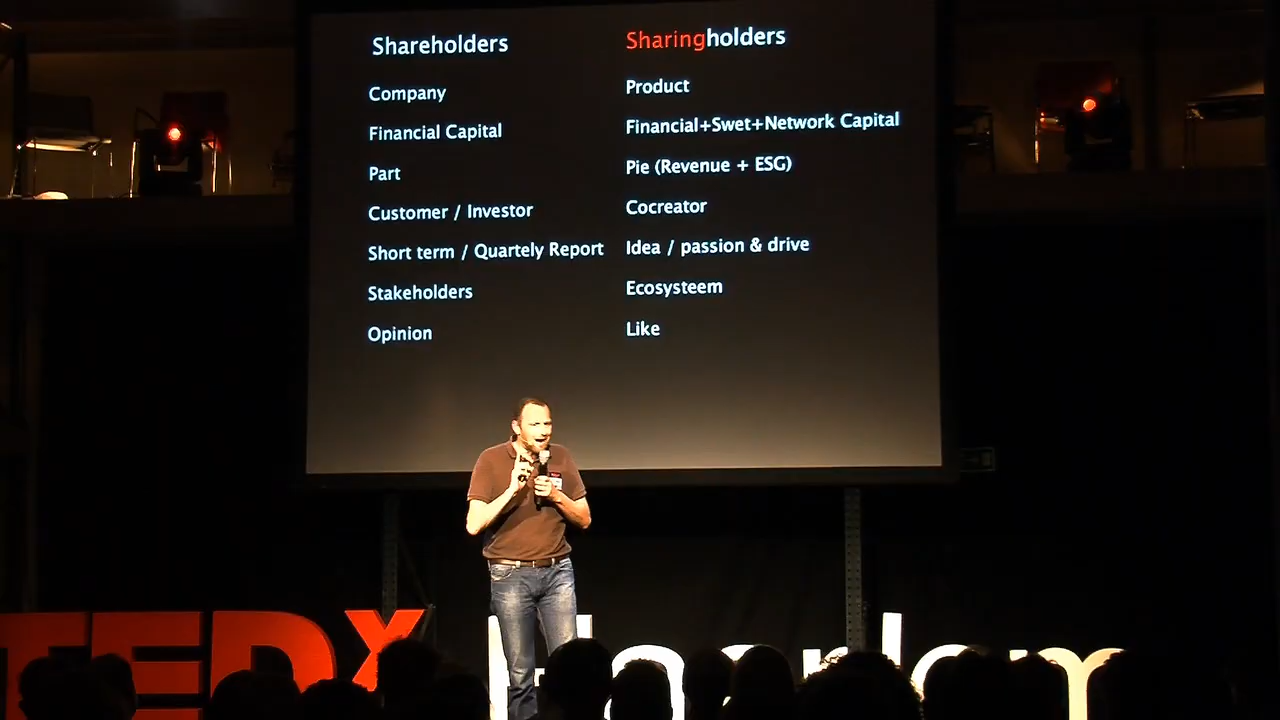 Shareholders
Sharingholders
Company
Product
Financial Capital
Financial+Swet+Network Capital
Part
Pie (Revenue + ESG)
Customer / Investor
Cocreator
Short term / Quartely Report
Idea / passion & drive
Stakeholders
Ecosysteem
Opinion
Like
TEDx